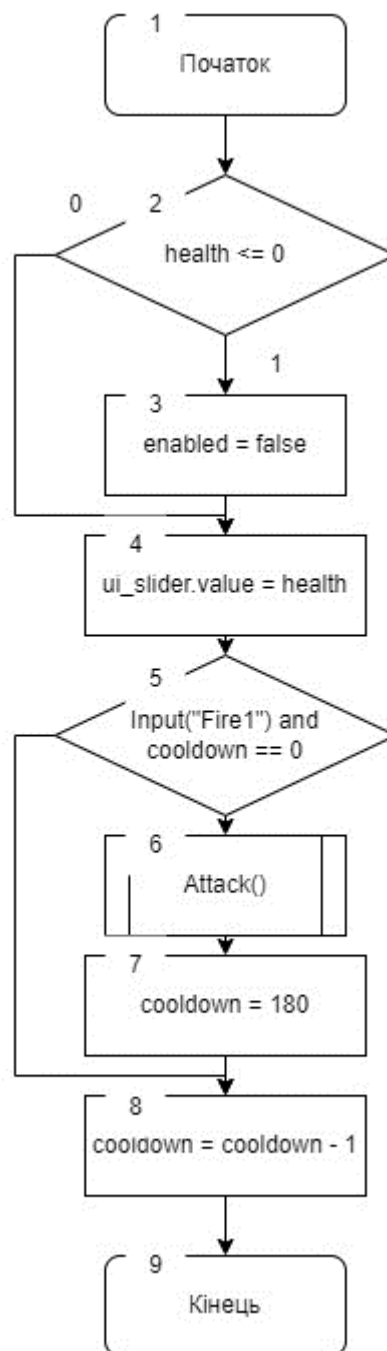 1
Початок
0
2
health <= 0
1
3
enabled = false
4
ui_slider.value = health
5
Input("Fire1") and
cooldown == 0
6
Attack()
7
cooldown = 180
8
cooldown = cooldown - 1
9
Кінець